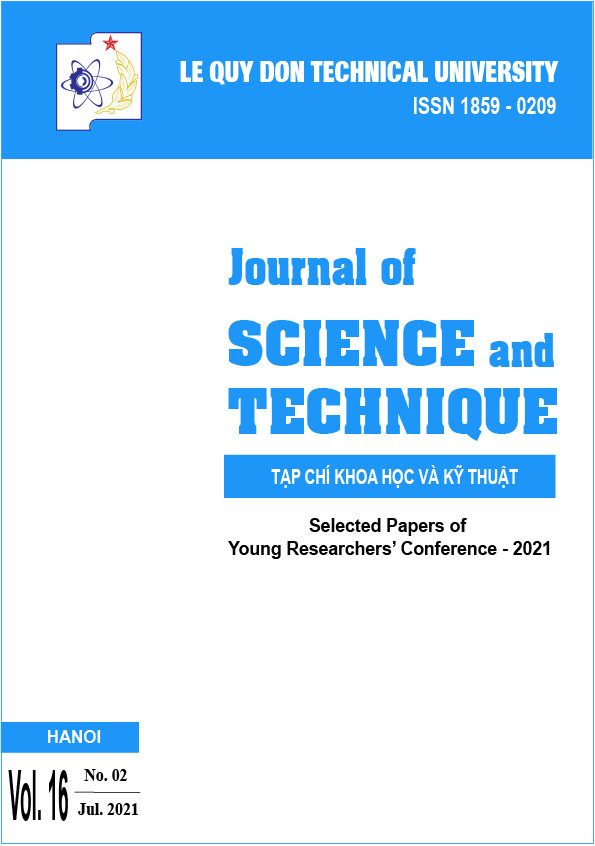 LE QUY DON TECHNICAL UNIVERSITY
ISSN 1859 - 0209
Journal of
SCIENCE and
TECHNIQUE
TẠP CHÍ KHOA HỌC VÀ KỸ THUẬT
Selected Papers of
Young Researchers’ Conference - 2021
HANOI
Vol. 16
No. 02
Jul. 2021